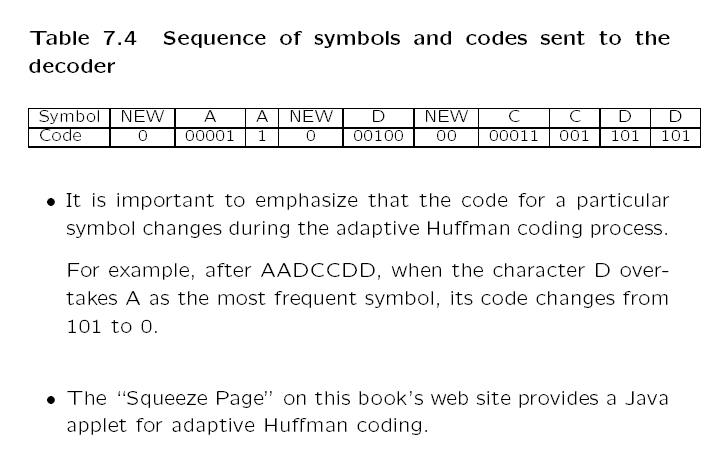 Table 7.4 Sequence of symbols and codes sent to the
decoder
Symbol NEW A A NEW D NEW C C D D
Code 0 00001 1 0 00100 00 00011 001 101 101
• It is important to emphasize that the code for a particular
symbol changes during the adaptive Huffman coding process.
For example, after AADCCDD, when the character D over-
takes A as the most frequent symbol, its code changes from
101 to 0.
• The “Squeeze Page” on this book’s web site provides a Java
applet for adaptive Huffman coding.